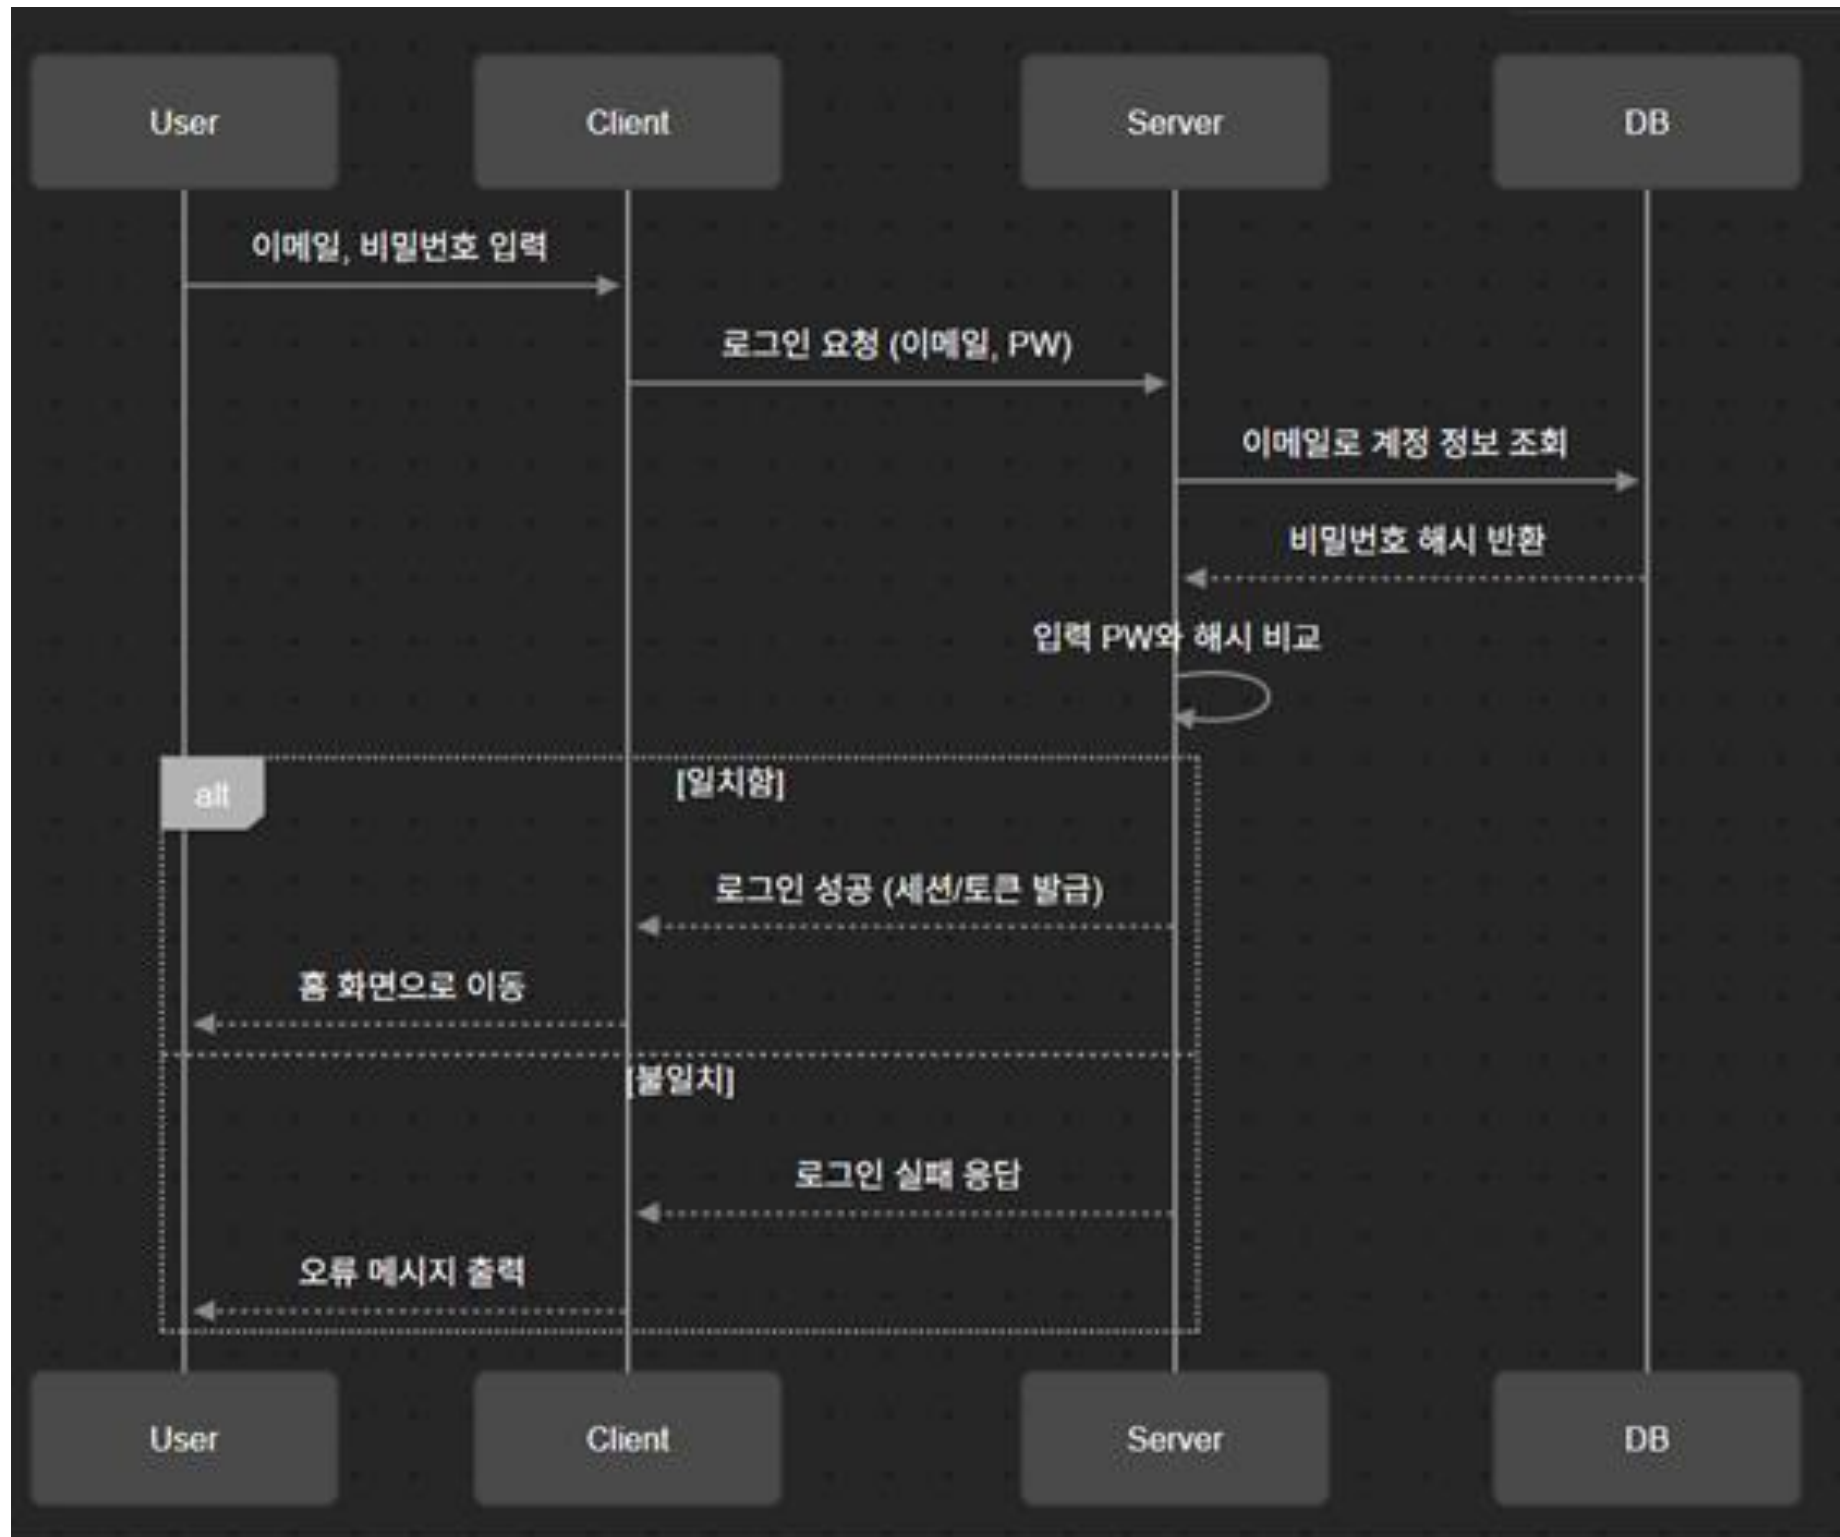 User
Client
Server
DB
이메일, 비밀번호 입력
로그인 요청 (이메일, PW)
이메일로 계정 정보 조회
비밀번호 해시 반환
입력 PW와 해시 비교
alt
[일치함]
로그인 성공 (세션/토큰 발급)
홈 화면으로 이동
[불일치]
로그인 실패 응답
오류 메시지 출력
User
Client
Server
DB